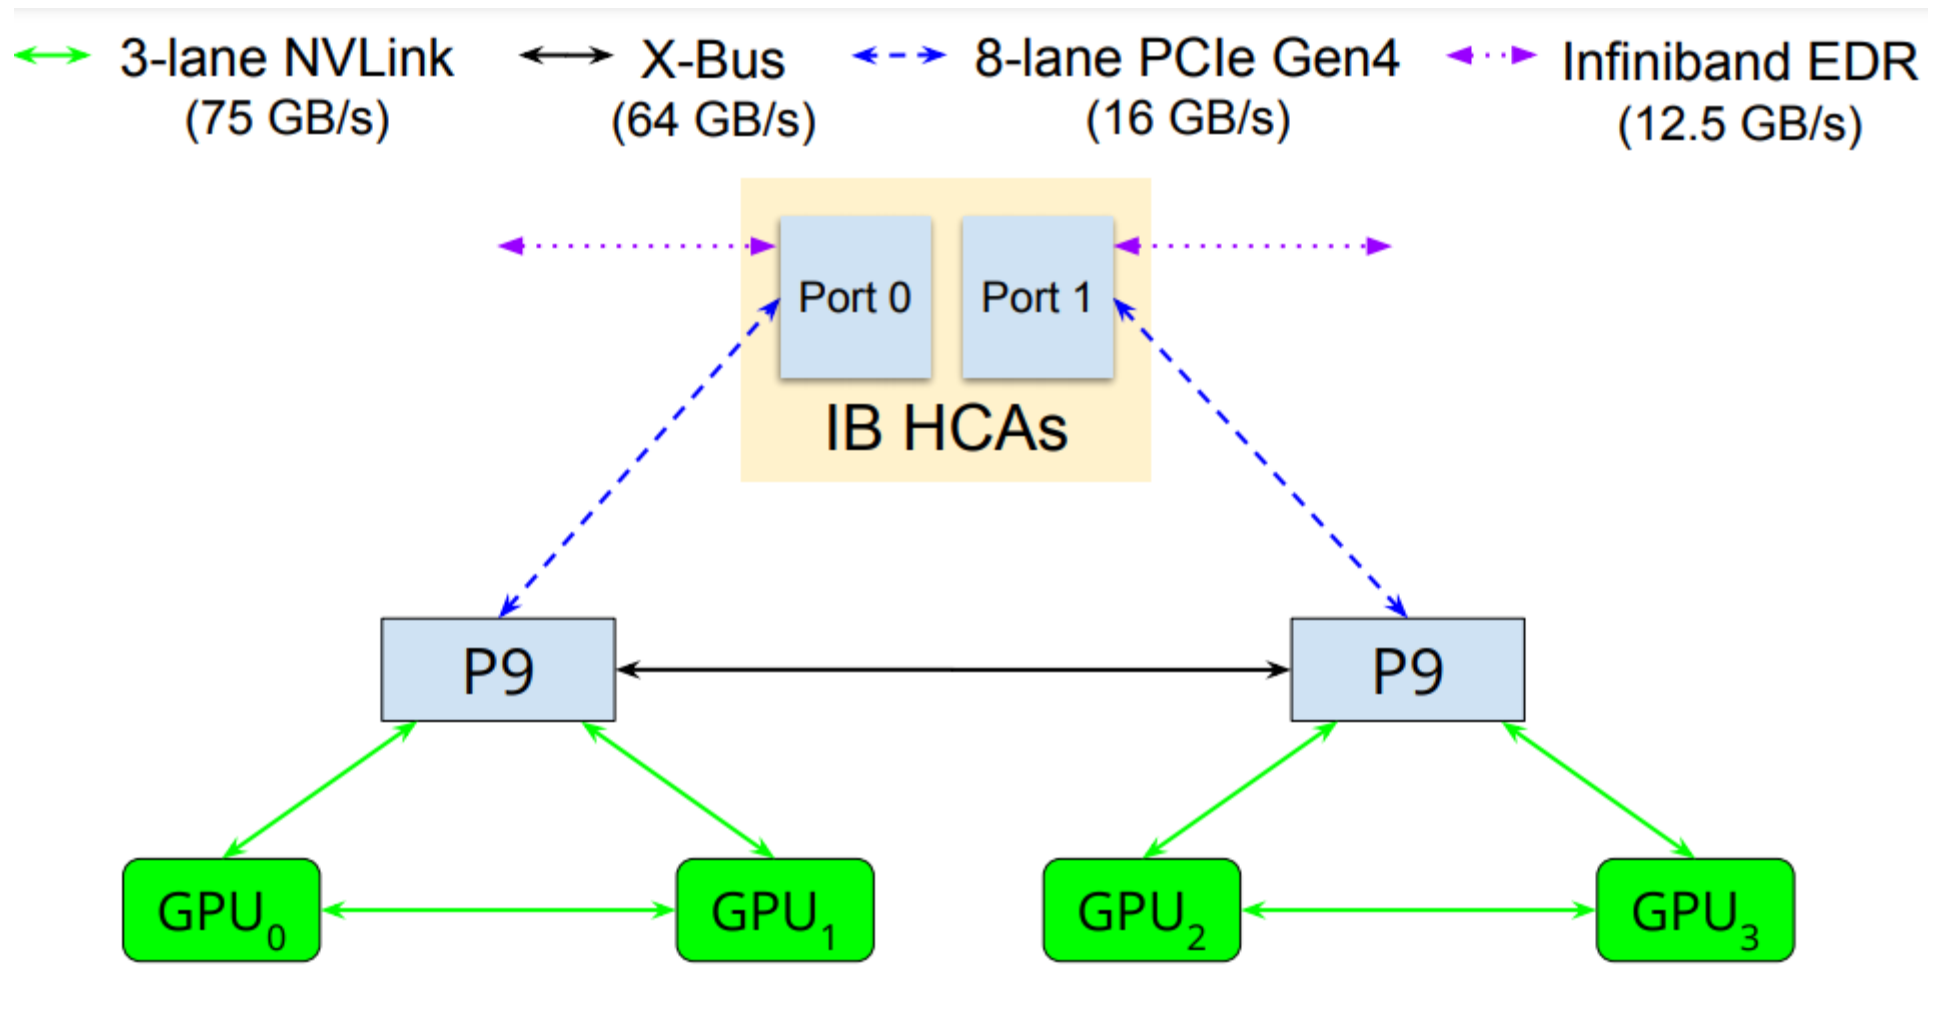 3-lane NVLink
(75 GB/s)
X-Bus
(64 GB/s)
8-lane PCIe Gen4
(16 GB/s)
Infiniband EDR
(12.5 GB/s)
Port 0
Port 1
IB HCAs
P9
P9
GPU0
GPU1
GPU2
GPU3